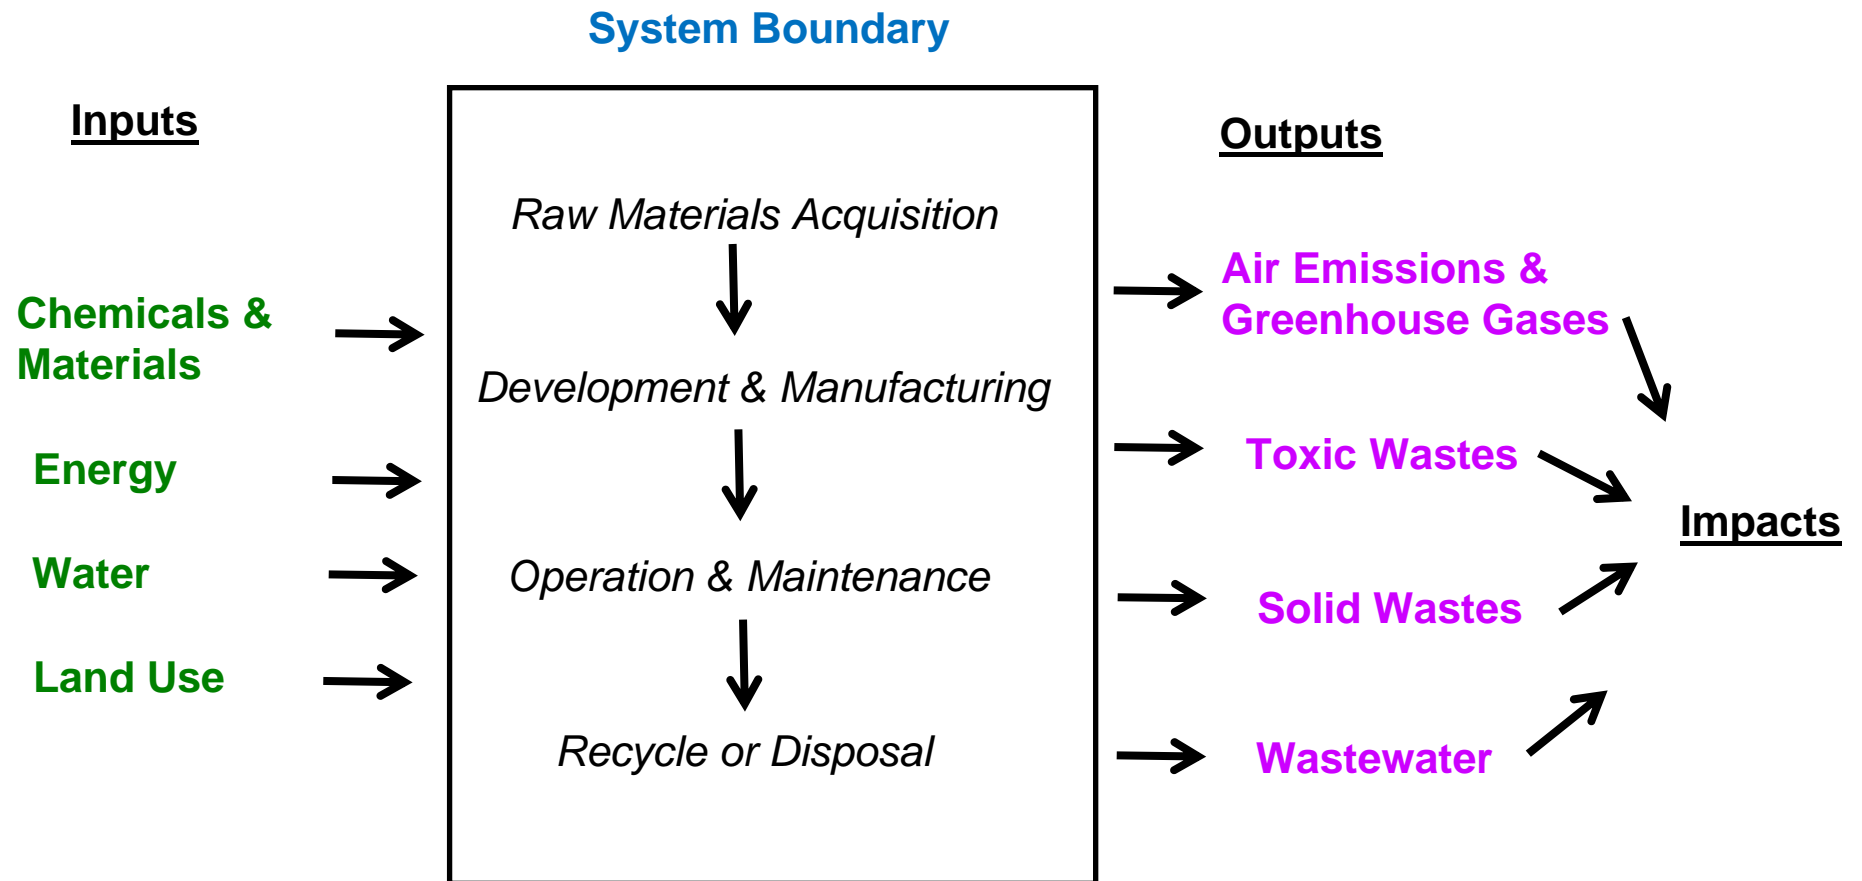 System Boundary
Inputs
Chemicals &
Materials
Energy
Water
Land Use
Raw Materials Acquisition
Development & Manufacturing
Operation & Maintenance
Recycle or Disposal
Outputs
Air Emissions &
Greenhouse Gases
Toxic Wastes
Solid Wastes
Wastewater
Impacts